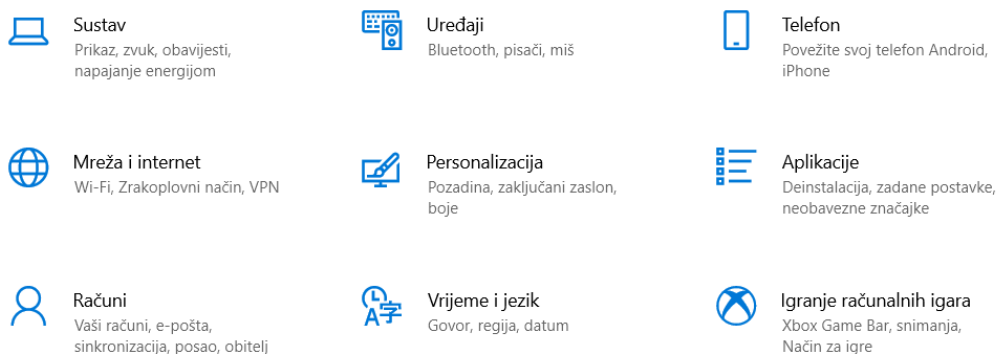 Sustav
Prikaz, zvuk, obavijesti,
napajanje energijom
Uređaji
Bluetooth, pisači, miš
Telefon
Povežite svoj telefon Android,
iPhone
Mreža i internet
Wi-Fi, Zrakoplovni način, VPN
Personalizacija
Pozadina, zaključani zaslon,
boje
Aplikacije
Deinstalacija, zadane postavke,
neobavezne značajke
Računi
Vaši računi, e-pošta,
sinkronizacija, posao, obitelj
Vrijeme i jezik
Govor, regija, datum
Igranje računalnih igara
Xbox Game Bar, snimanja,
Način za igre